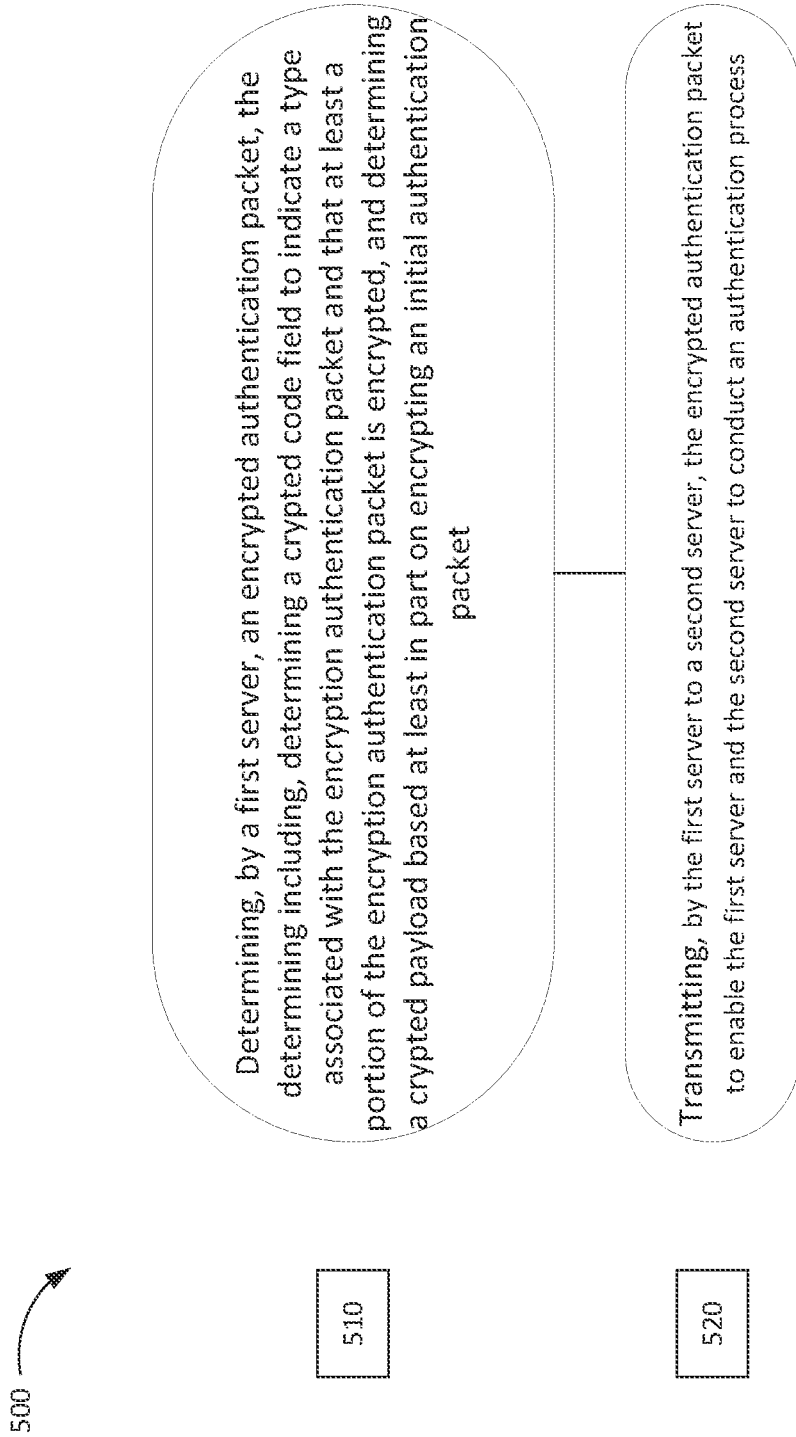 500
510
Determining, by a first server, an encrypted authentication packet, the
determining including, determining a crypted code field to indicate a type
associated with the encryption authentication packet and that at least a
portion of the encryption authentication packet is encrypted, and determining
a crypted payload based at least in part on encrypting an initial authentication
packet
520
Transmitting, by the first server to a second server, the encrypted authentication packet
to enable the first server and the second server to conduct an authentication process